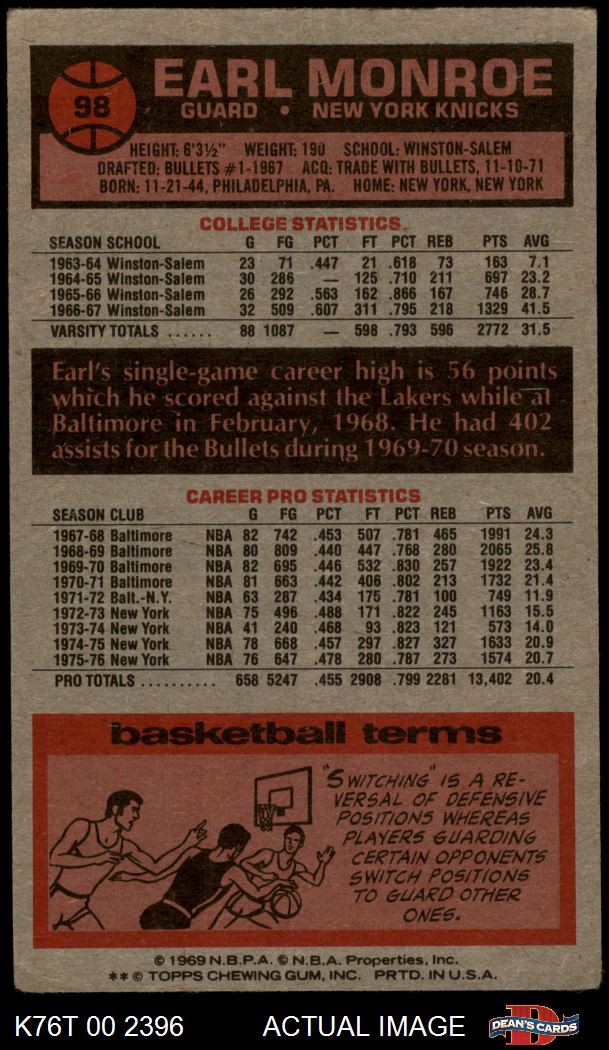 98
EARL MONROE
GUARD • NEW YORK KNICKS
HEIGHT: 6'3½" WEIGHT: 190 SCHOOL: WINSTON-SALEM
DRAFTED: BULLETS #1-1967 ACQ: TRADE WITH BULLETS, 11-10-71
BORN: 11-21-44, PHILADELPHIA, PA. HOME: NEW YORK, NEW YORK
COLLEGE STATISTICS
SEASON SCHOOL G FG PCT FT PCT REB PTS AVG
1963-64 Winston-Salem 23 71 .447 21 .618 73 163 7.1
1964-65 Winston-Salem 30 286 — 125 .710 211 697 23.2
1965-66 Winston-Salem 26 292 .563 162 .866 167 746 28.7
1966-67 Winston-Salem 32 509 .607 311 .795 218 1329 41.5
VARSITY TOTALS ...... 88 1087 — 598 .793 596 2772 31.5
Earl's single-game career high is 56 points
which he scored against the Lakers while at
Baltimore in February, 1968. He had 402
assists for the Bullets during 1969-70 season.
CAREER PRO STATISTICS
SEASON CLUB G FG PCT FT PCT REB PTS AVG
1967-68 Baltimore NBA 82 742 .453 507 .781 465 1991 24.3
1968-69 Baltimore NBA 80 809 .440 447 .768 280 2065 25.8
1969-70 Baltimore NBA 82 695 .446 532 .830 257 1922 23.4
1970-71 Baltimore NBA 81 663 .442 406 .802 213 1732 21.4
1971-72 Balt.-N.Y. NBA 63 287 .434 175 .781 100 749 11.9
1972-73 New York NBA 75 496 .488 171 .822 245 1163 15.5
1973-74 New York NBA 41 240 .468 93 .823 121 573 14.0
1974-75 New York NBA 78 668 .457 297 .827 327 1633 20.9
1975-76 New York NBA 76 647 .478 280 .787 273 1574 20.7
PRO TOTALS .......... 658 5247 .455 2908 .799 2281 13,402 20.4
basketball terms
"SWITCHING" IS A RE-
VERSAL OF DEFENSIVE
POSITIONS WHEREAS
PLAYERS GUARDING
CERTAIN OPPONENTS
SWITCH POSITIONS
TO GUARD OTHER
ONES.
© 1969 N.B.P.A. © N.B.A. Properties, Inc.
** © TOPPS CHEWING GUM, INC. PRTD. IN U.S.A.
K76T 00 2396 ACTUAL IMAGE D DEAN'S CARDS